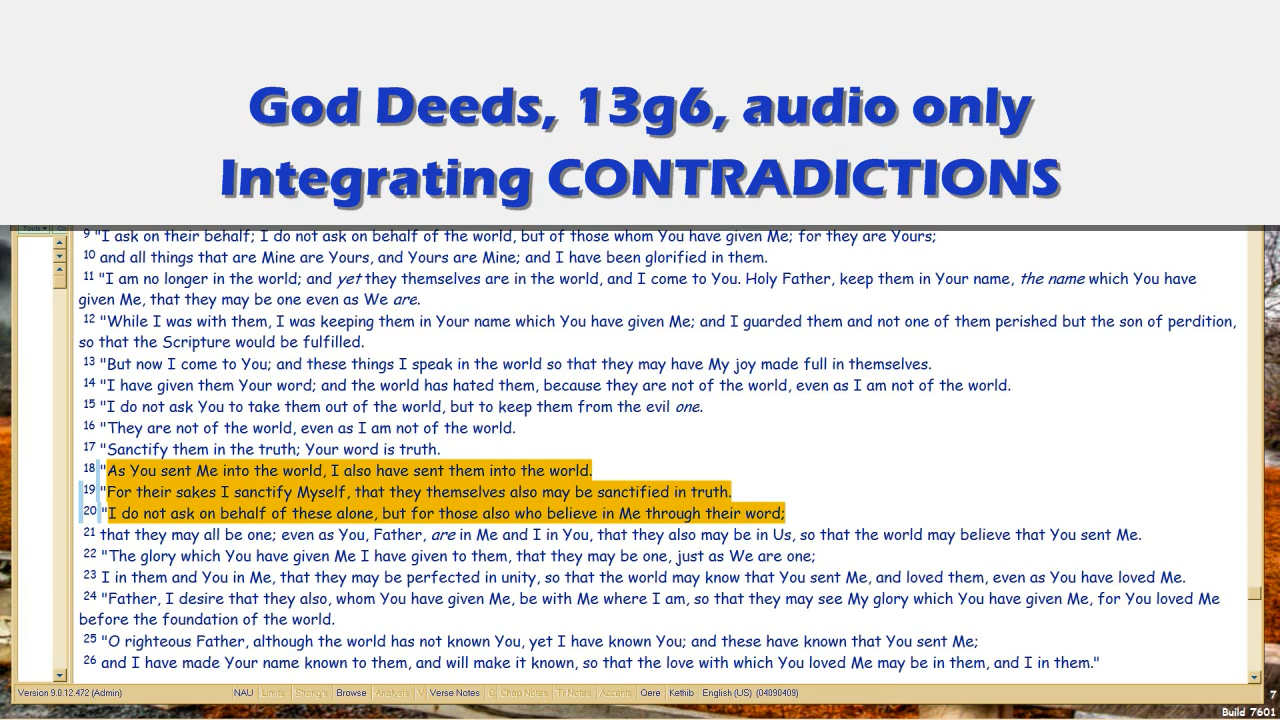 God Deeds, 13g6, audio only
Integrating CONTRADICTIONS
Tools
9 "I ask on their behalf; I do not ask on behalf of the world, but of those whom You have given Me; for they are Yours;
10 and all things that are Mine are Yours, and Yours are Mine; and I have been glorified in them.
11 "I am no longer in the world; and yet they themselves are in the world, and I come to You. Holy Father, keep them in Your name, the name which You have
given Me, that they may be one even as We are.
12 "While I was with them, I was keeping them in Your name which You have given Me; and I guarded them and not one of them perished but the son of perdition,
so that the Scripture would be fulfilled.
13 "But now I come to You; and these things I speak in the world so that they may have My joy made full in themselves.
14 "I have given them Your word; and the world has hated them, because they are not of the world, even as I am not of the world.
15 "I do not ask You to take them out of the world, but to keep them from the evil one.
16 "They are not of the world, even as I am not of the world.
17 "Sanctify them in the truth; Your word is truth.
18 "As You sent Me into the world, I also have sent them into the world.
19 "For their sakes I sanctify Myself, that they themselves also may be sanctified in truth.
20 "I do not ask on behalf of these alone, but for those also who believe in Me through their word;
21 that they may all be one; even as You, Father, are in Me and I in You, that they also may be in Us, so that the world may believe that You sent Me.
22 "The glory which You have given Me I have given to them, that they may be one, just as We are one;
23 I in them and You in Me, that they may be perfected in unity, so that the world may know that You sent Me, and loved them, even as You have loved Me.
24 "Father, I desire that they also, whom You have given Me, be with Me where I am, so that they may see My glory which You have given Me, for You loved Me
before the foundation of the world.
25 "O righteous Father, although the world has not known You, yet I have known You; and these have known that You sent Me;
26 and I have made Your name known to them, and will make it known, so that the love with which You loved Me may be in them, and I in them."
Version 9.0.12.472 (Admin) NAU Limits Strong's Browse Analysis V Verse Notes C Chap Notes Tr Notes Accents Qere Kethib English (US) (04090409)
7
Build 7601